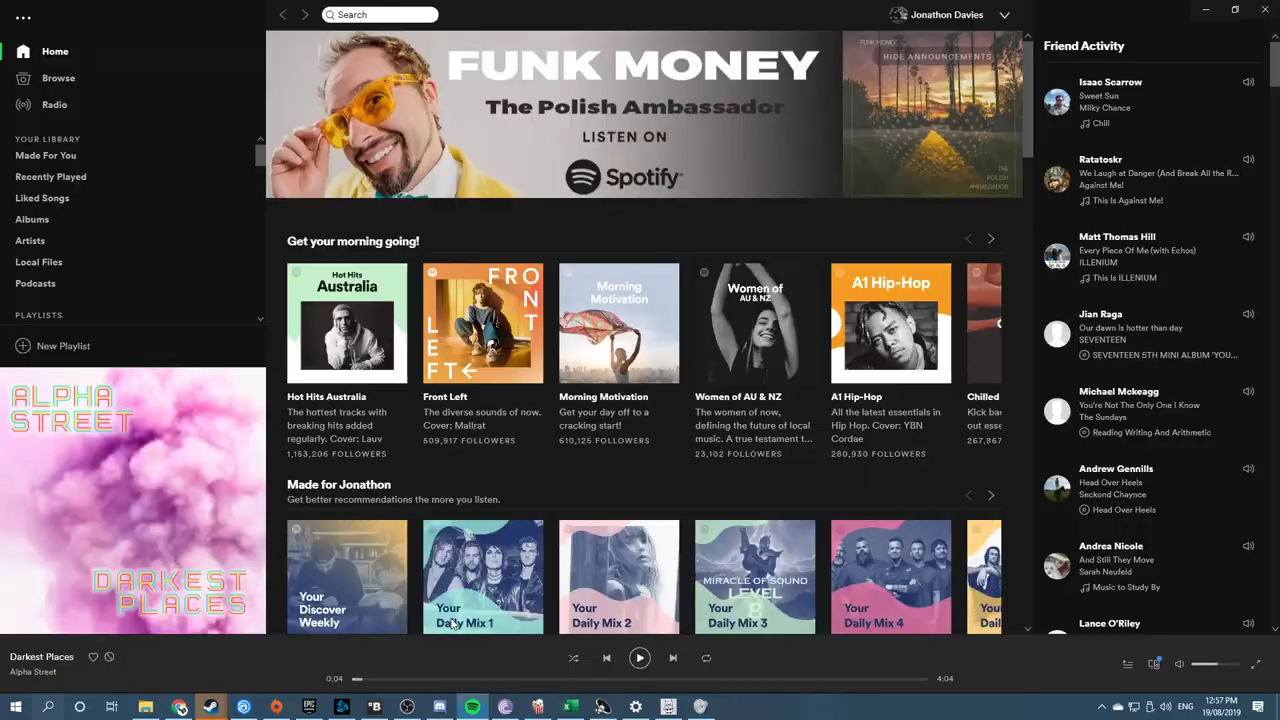 Search
Jonathon Davies
Home
Browse
Radio
YOUR LIBRARY
Made For You
Recently Played
Liked Songs
Albums
Artists
Local Files
Podcasts
PLAYLISTS
New Playlist
ALPHA
STREET
DARKEST
PLACES
FUNK MONEY
The Polish Ambassador
LISTEN ON
Spotify
FUNK MONEY
HIDE ANNOUNCEMENTS
THE
POLISH
AMBASSADOR
Get your morning going!
Hot Hits
Australia
FRONT
LEFT
Morning
Motivation
Women of
AU & NZ
A1 Hip-Hop
Hot Hits Australia
The hottest tracks with
breaking hits added
regularly. Cover: Lauv
1,153,206 FOLLOWERS
Front Left
The diverse sounds of now.
Cover: Mallrat
509,917 FOLLOWERS
Morning Motivation
Get your day off to a
cracking start!
610,125 FOLLOWERS
Women of AU & NZ
The women of now,
defining the future of local
music. A true testament t...
23,102 FOLLOWERS
A1 Hip-Hop
All the latest essentials in
Hip Hop. Cover: YBN
Cordae
280,930 FOLLOWERS
Chilled
Kick bac
out esse
267,867
Made for Jonathon
Get better recommendations the more you listen.
Your
Discover
Weekly
Your
Daily Mix 1
Your
Daily Mix 2
MIRACLE OF SOUND
LEVEL
Your
Daily Mix 3
Your
Daily Mix 4
Your
Daily
Friend Activity
Isaac Scarrow
Sweet Sun
Milky Chance
Chill
Ratatoskr
We Laugh at Danger (And Break All the R...
Against Me!
This Is Against Me!
Matt Thomas Hill
Every Piece Of Me (with Echos)
ILLENIUM
This Is ILLENIUM
Jian Raga
Our dawn is hotter than day
SEVENTEEN
SEVENTEEN 5TH MINI ALBUM 'YOU...
Michael Mckeagg
You're Not The Only One I Know
The Sundays
Reading Writing And Arithmetic
Andrew Gennills
Head Over Heels
Seckond Chaynce
Head Over Heels
Andrea Nicole
And Still They Move
Sarah Neufeld
Music to Study By
Lance O'Riley
Darkest Places
Alpha Street
0:04
4:04
EPIC
GAMES
B
12:57 PM
19/08/2019